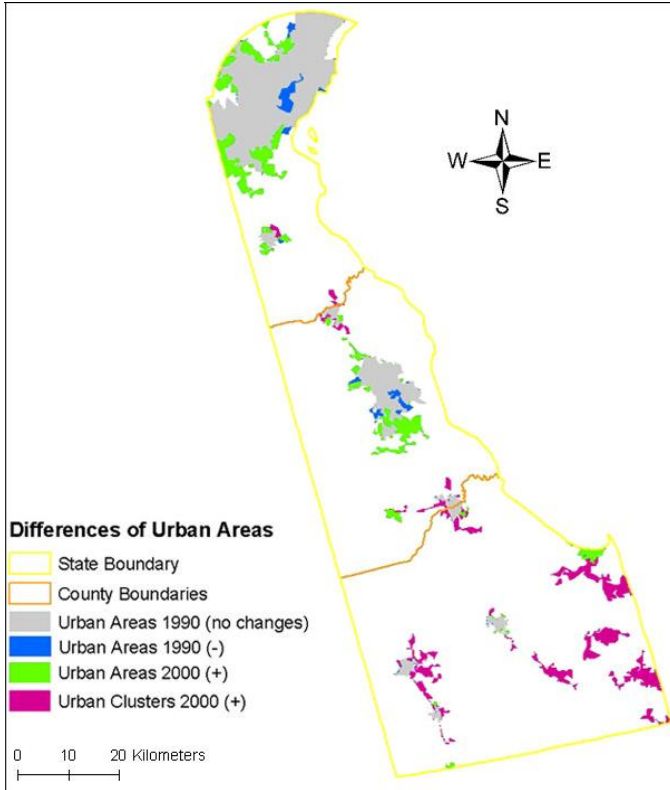 N
W E
S
Differences of Urban Areas
State Boundary
County Boundaries
Urban Areas 1990 (no changes)
Urban Areas 1990 (-)
Urban Areas 2000 (+)
Urban Clusters 2000 (+)
0 10 20 Kilometers